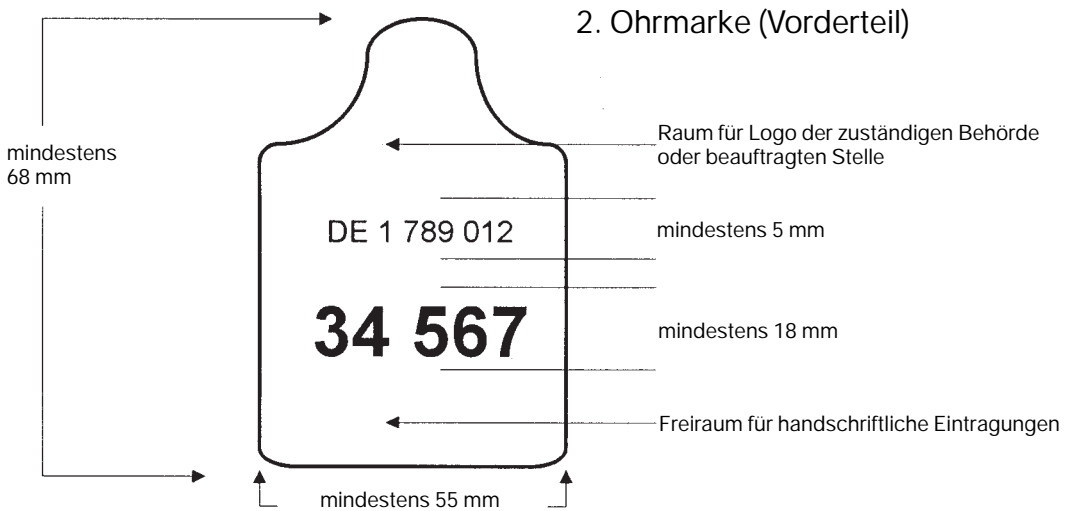 2. Ohrmarke (Vorderteil)
Raum für Logo der zuständigen Behörde
oder beauftragten Stelle
mindestens
68 mm
DE 1 789 012
mindestens 5 mm
34 567
mindestens 18 mm
Freiraum für handschriftliche Eintragungen
mindestens 55 mm